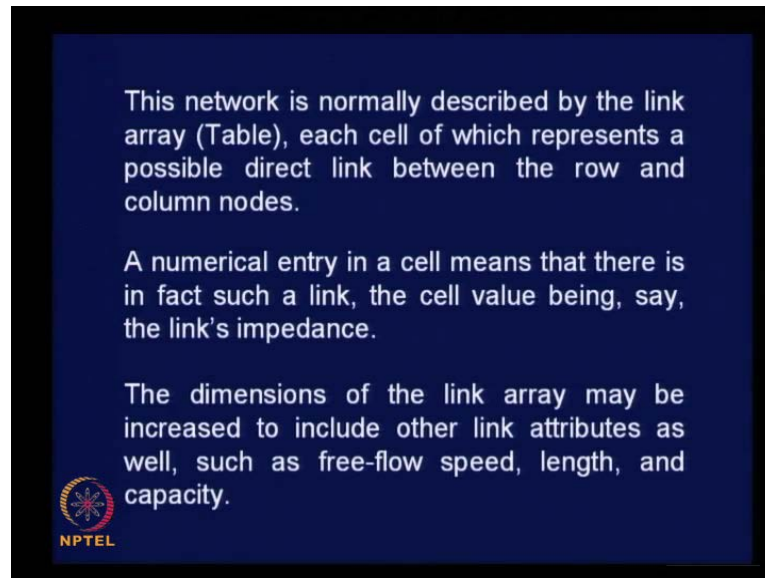 This network is normally described by the link
array (Table), each cell of which represents a
possible direct link between the row and
column nodes.
A numerical entry in a cell means that there is
in fact such a link, the cell value being, say,
the link's impedance.
The dimensions of the link array may be
increased to include other link attributes as
well, such as free-flow speed, length, and
capacity.
NPTEL